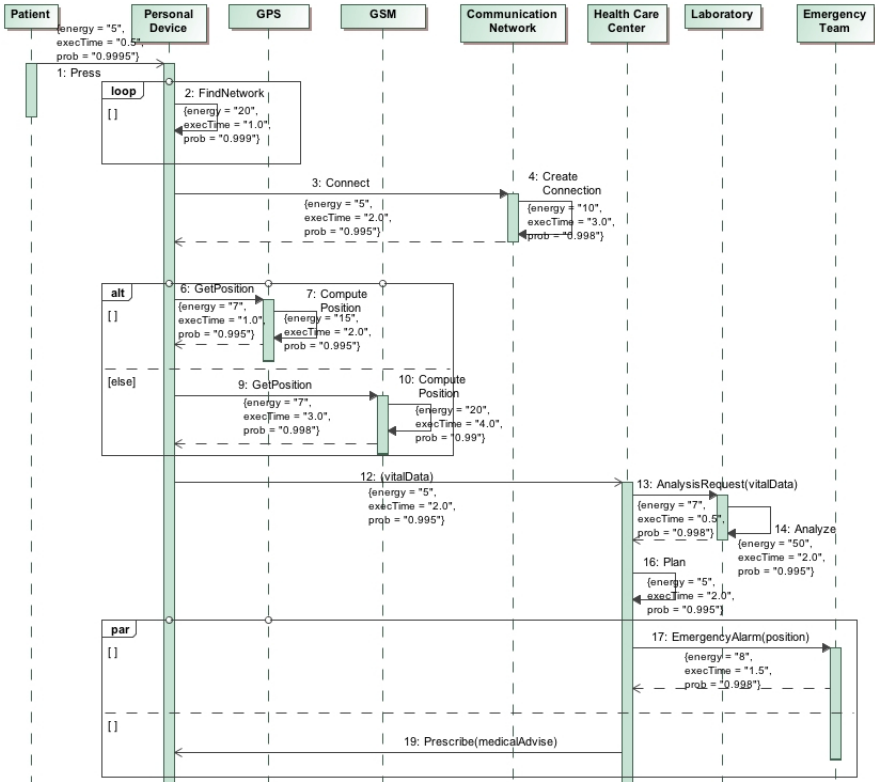 Patient
Personal
Device
GPS
GSM
Communication
Network
Health Care
Center
Laboratory
Emergency
Team
{energy = "5",
execTime = "0.5",
prob = "0.9995"}
1: Press
loop
[ ]
2: FindNetwork
{energy = "20",
execTime = "1.0",
prob = "0.999"}
3: Connect
{energy = "5",
execTime = "2.0",
prob = "0.995"}
4: Create
Connection
{energy = "10",
execTime = "3.0",
prob = "0.998"}
alt
[ ]
6: GetPosition
{energy = "7",
execTime = "1.0",
prob = "0.995"}
7: Compute
Position
{energy = "15",
execTime = "2.0",
prob = "0.995"}
[else]
9: GetPosition
{energy = "7",
execTime = "3.0",
prob = "0.998"}
10: Compute
Position
{energy = "20",
execTime = "4.0",
prob = "0.99"}
12: (vitalData)
{energy = "5",
execTime = "2.0",
prob = "0.995"}
13: AnalysisRequest(vitalData)
{energy = "7",
execTime = "0.5",
prob = "0.998"}
14: Analyze
{energy = "50",
execTime = "2.0",
prob = "0.995"}
16: Plan
{energy = "5",
execTime = "2.0",
prob = "0.995"}
par
[ ]
17: EmergencyAlarm(position)
{energy = "8",
execTime = "1.5",
prob = "0.998"}
[ ]
19: Prescribe(medicalAdvise)